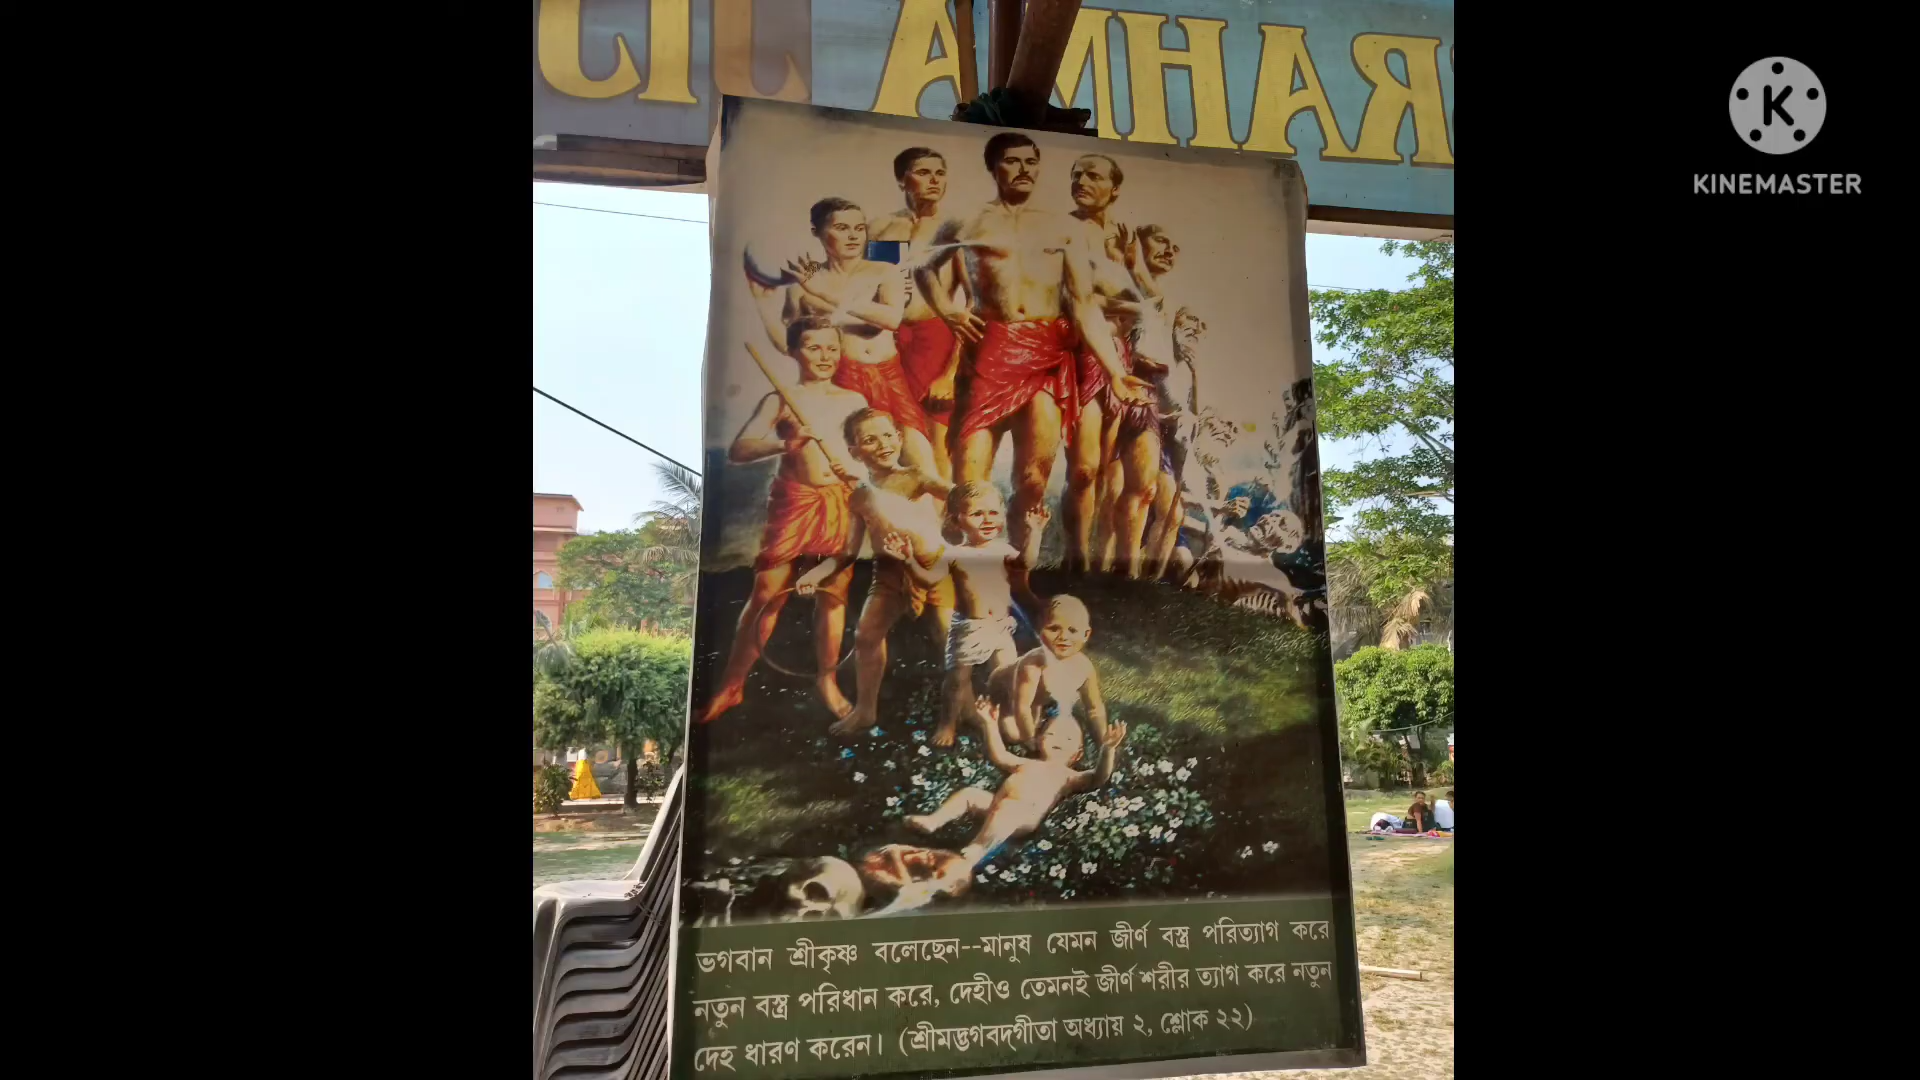 KINEMASTER
ভগবান শ্রীকৃষ্ণ বলেছেন--মানুষ যেমন জীর্ণ বস্ত্র পরিত্যাগ করে
নতুন বস্ত্র পরিধান করে, দেহীও তেমনই জীর্ণ শরীর ত্যাগ করে নতুন
দেহ ধারণ করেন। (শ্রীমদ্ভগবদ্‌গীতা অধ্যায় ২, শ্লোক ২২)